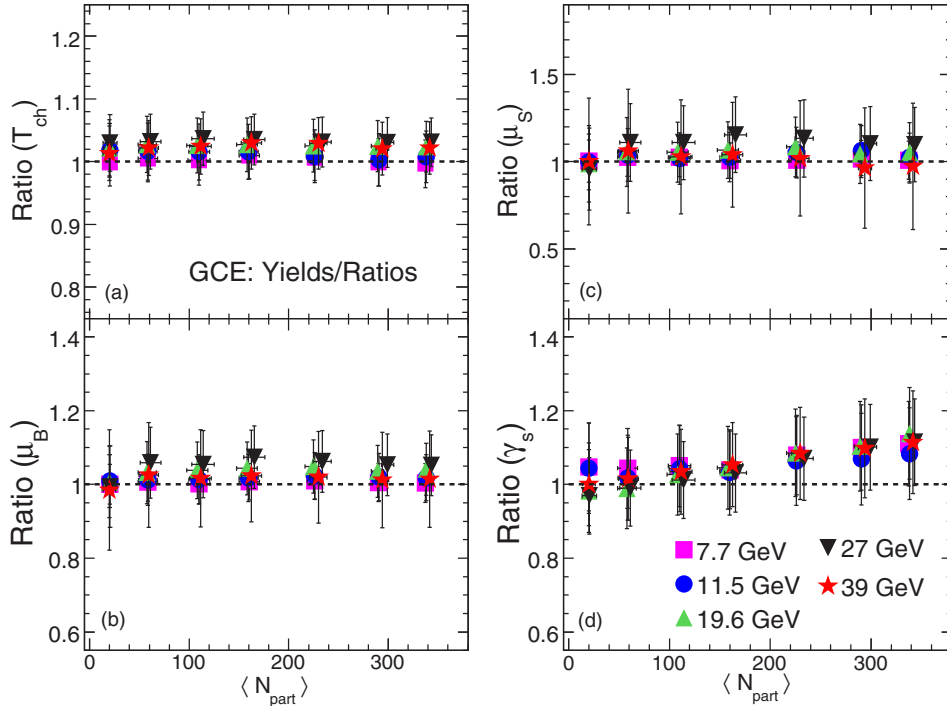 1.2
1.1
1
0.9
0.8
Ratio (T_ch)
GCE: Yields/Ratios
(a)
1.5
1
0.5
Ratio (μ_S)
(c)
1.4
1.2
1
0.8
0.6
Ratio (μ_B)
(b)
0 100 200 300
⟨ N_part ⟩
1.4
1.2
1
0.8
0.6
Ratio (γ_s)
7.7 GeV
11.5 GeV
19.6 GeV
27 GeV
39 GeV
(d)
0 100 200 300
⟨ N_part ⟩